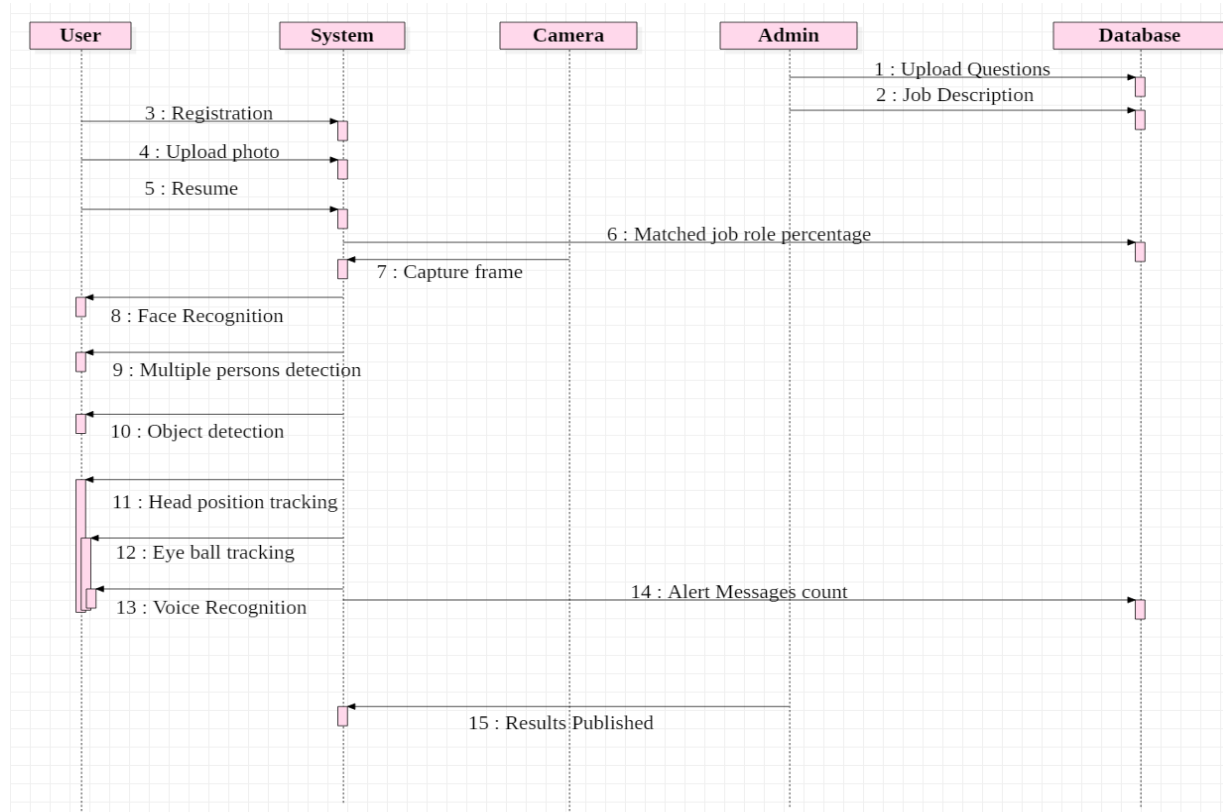 User
System
Camera
Admin
Database
1 : Upload Questions
2 : Job Description
3 : Registration
4 : Upload photo
5 : Resume
6 : Matched job role percentage
7 : Capture frame
8 : Face Recognition
9 : Multiple persons detection
10 : Object detection
11 : Head position tracking
12 : Eye ball tracking
13 : Voice Recognition
14 : Alert Messages count
15 : Results Published